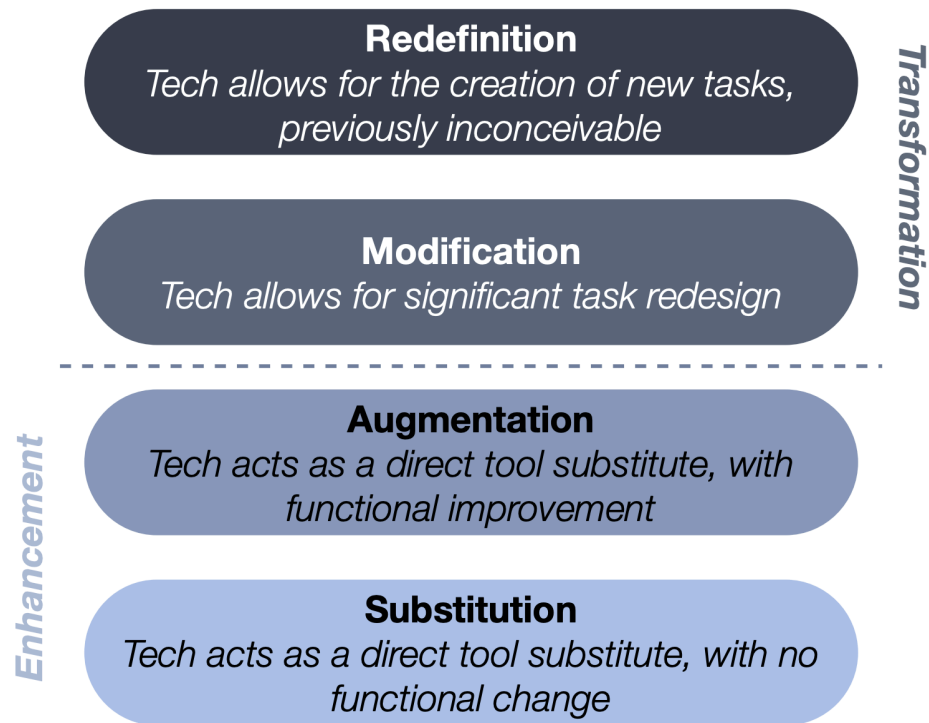 Redefinition
Tech allows for the creation of new tasks,
previously inconceivable
Transformation
Modification
Tech allows for significant task redesign
Augmentation
Tech acts as a direct tool substitute, with
functional improvement
Enhancement
Substitution
Tech acts as a direct tool substitute, with no
functional change